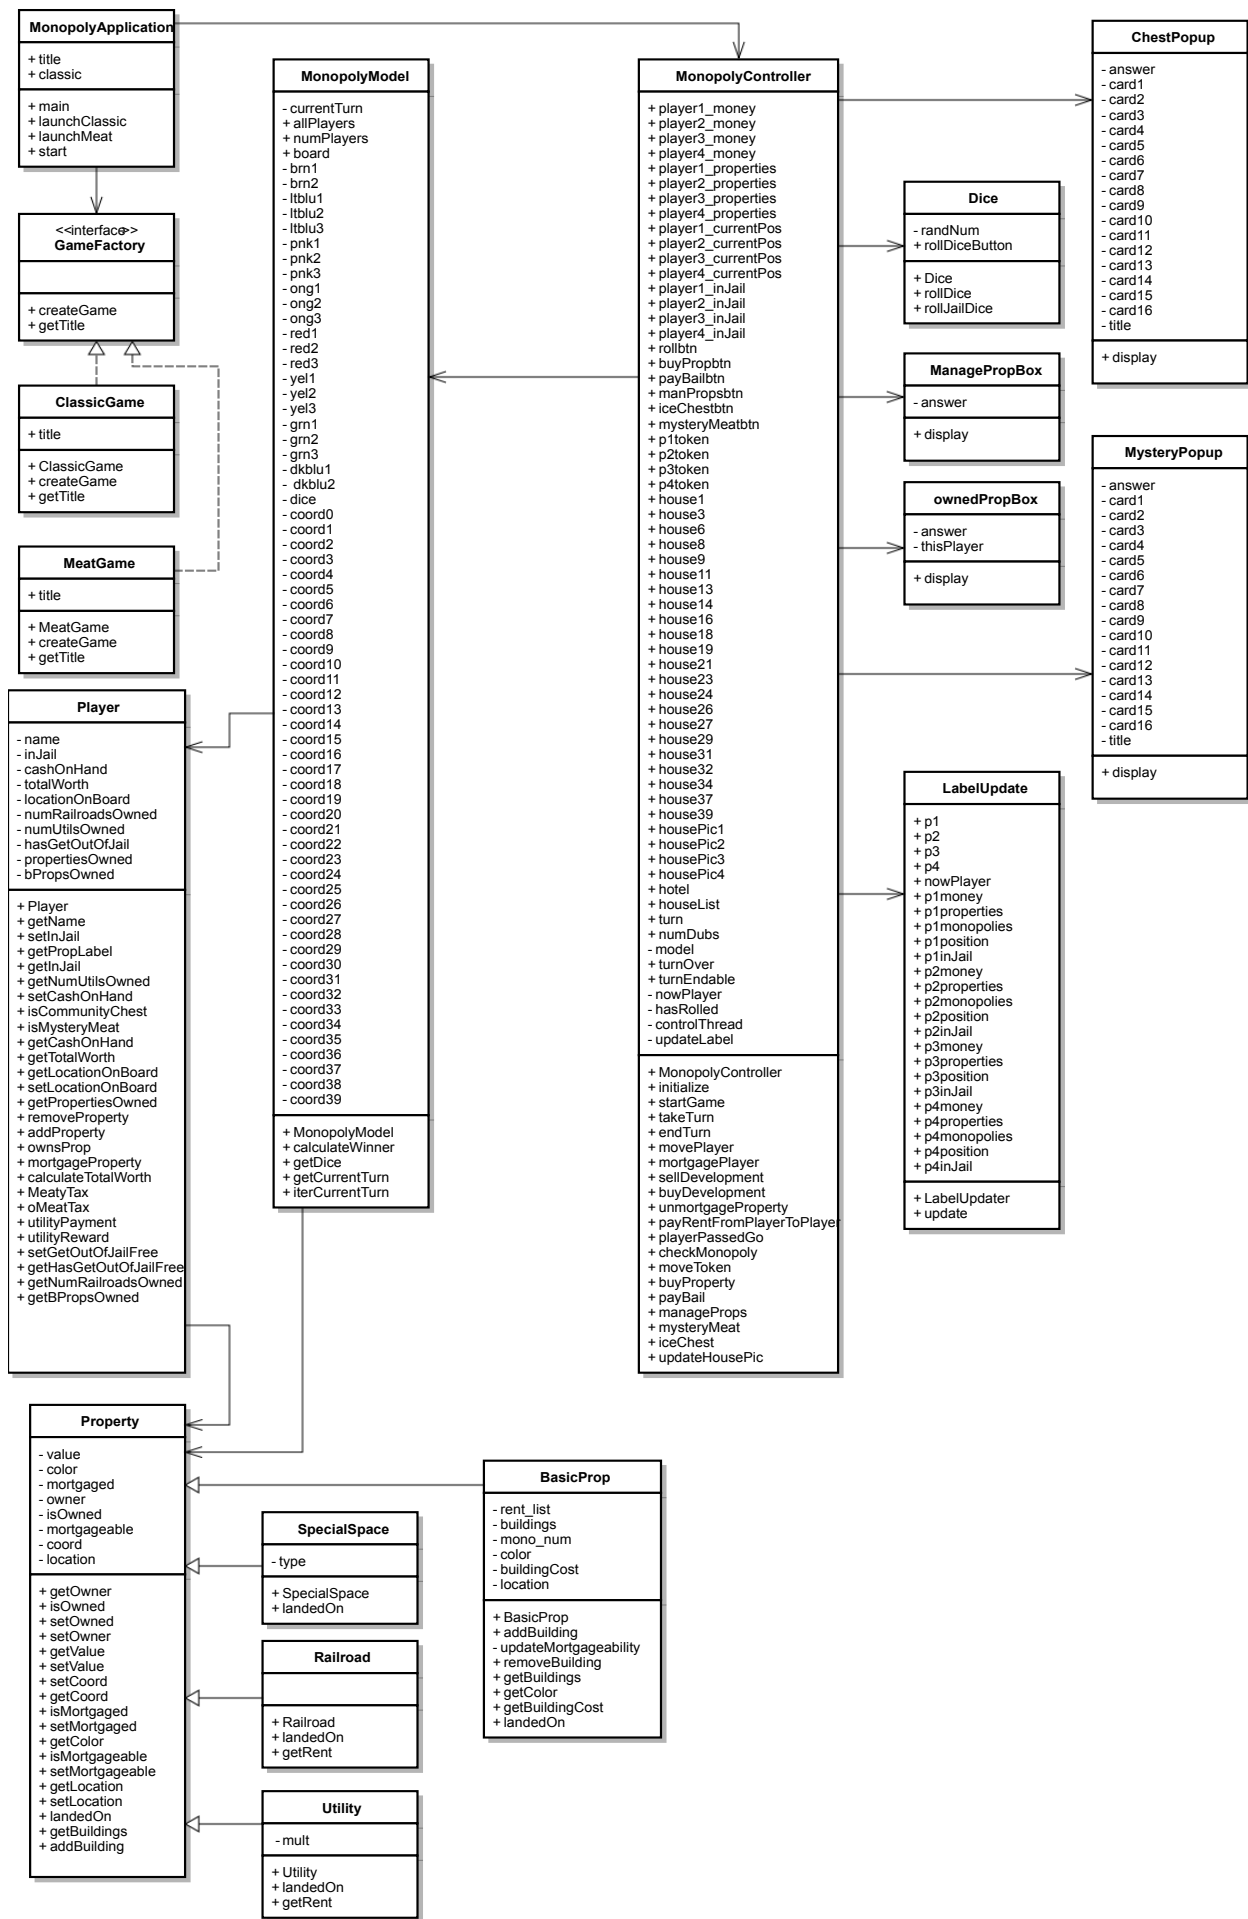 MonopolyApplication
+ title
+ classic
+ main
+ launchClassic
+ launchMeat
+ start
<<interface>>
GameFactory
+ createGame
+ getTitle
ClassicGame
+ title
+ ClassicGame
+ createGame
+ getTitle
MeatGame
+ title
+ MeatGame
+ createGame
+ getTitle
Player
- name
- inJail
- cashOnHand
- totalWorth
- locationOnBoard
- numRailroadsOwned
- numUtilsOwned
- hasGetOutOfJail
- propertiesOwned
- bPropsOwned
+ Player
+ getName
+ setInJail
+ getPropLabel
+ getInJail
+ getNumUtilsOwned
+ setCashOnHand
+ isCommunityChest
+ isMysteryMeat
+ getCashOnHand
+ getTotalWorth
+ getLocationOnBoard
+ setLocationOnBoard
+ getPropertiesOwned
+ removeProperty
+ addProperty
+ ownsProp
+ mortgageProperty
+ calculateTotalWorth
+ MeatyTax
+ oMeatTax
+ utilityPayment
+ utilityReward
+ setGetOutOfJailFree
+ getHasGetOutOfJailFree
+ getNumRailroadsOwned
+ getBPropsOwned
Property
- value
- color
- mortgaged
- owner
- isOwned
- mortgageable
- coord
- location
+ getOwner
+ isOwned
+ setOwned
+ setOwner
+ getValue
+ setValue
+ setCoord
+ getCoord
+ isMortgaged
+ setMortgaged
+ getColor
+ isMortgageable
+ setMortgageable
+ getLocation
+ setLocation
+ landedOn
+ getBuildings
+ addBuilding
MonopolyModel
- currentTurn
+ allPlayers
+ numPlayers
+ board
- brn1
- brn2
- ltblu1
- ltblu2
- ltblu3
- pnk1
- pnk2
- pnk3
- ong1
- ong2
- ong3
- red1
- red2
- red3
- yel1
- yel2
- yel3
- grn1
- grn2
- grn3
- dkblu1
- dkblu2
- dice
- coord0
- coord1
- coord2
- coord3
- coord4
- coord5
- coord6
- coord7
- coord8
- coord9
- coord10
- coord11
- coord12
- coord13
- coord14
- coord15
- coord16
- coord17
- coord18
- coord19
- coord20
- coord21
- coord22
- coord23
- coord24
- coord25
- coord26
- coord27
- coord28
- coord29
- coord30
- coord31
- coord32
- coord33
- coord34
- coord35
- coord36
- coord37
- coord38
- coord39
+ MonopolyModel
+ calculateWinner
+ getDice
+ getCurrentTurn
+ iterCurrentTurn
SpecialSpace
- type
+ SpecialSpace
+ landedOn
Railroad
+ Railroad
+ landedOn
+ getRent
Utility
- mult
+ Utility
+ landedOn
+ getRent
BasicProp
- rent_list
- buildings
- mono_num
- color
- buildingCost
- location
+ BasicProp
+ addBuilding
- updateMortgageability
+ removeBuilding
+ getBuildings
+ getColor
+ getBuildingCost
+ landedOn
MonopolyController
+ player1_money
+ player2_money
+ player3_money
+ player4_money
+ player1_properties
+ player2_properties
+ player3_properties
+ player4_properties
+ player1_currentPos
+ player2_currentPos
+ player3_currentPos
+ player4_currentPos
+ player1_inJail
+ player2_inJail
+ player3_inJail
+ player4_inJail
+ rollbtn
+ buyPropbtn
+ payBailbtn
+ manPropsbtn
+ iceChestbtn
+ mysteryMeatbtn
+ p1token
+ p2token
+ p3token
+ p4token
+ house1
+ house3
+ house6
+ house8
+ house9
+ house11
+ house13
+ house14
+ house16
+ house18
+ house19
+ house21
+ house23
+ house24
+ house26
+ house27
+ house29
+ house31
+ house32
+ house34
+ house37
+ house39
+ housePic1
+ housePic2
+ housePic3
+ housePic4
+ hotel
+ houseList
+ turn
+ numDubs
- model
+ turnOver
+ turnEndable
- nowPlayer
- hasRolled
- controlThread
- updateLabel
+ MonopolyController
+ initialize
+ startGame
+ takeTurn
+ endTurn
+ movePlayer
+ mortgagePlayer
+ sellDevelopment
+ buyDevelopment
+ unmortgageProperty
+ payRentFromPlayerToPlayer
+ playerPassedGo
+ checkMonopoly
+ moveToken
+ buyProperty
+ payBail
+ manageProps
+ mysteryMeat
+ iceChest
+ updateHousePic
Dice
- randNum
+ rollDiceButton
+ Dice
+ rollDice
+ rollJailDice
ManagePropBox
- answer
+ display
ownedPropBox
- answer
- thisPlayer
+ display
LabelUpdate
+ p1
+ p2
+ p3
+ p4
+ nowPlayer
+ p1money
+ p1properties
+ p1monopolies
+ p1position
+ p1inJail
+ p2money
+ p2properties
+ p2monopolies
+ p2position
+ p2inJail
+ p3money
+ p3properties
+ p3position
+ p3inJail
+ p4money
+ p4properties
+ p4monopolies
+ p4position
+ p4inJail
+ LabelUpdater
+ update
ChestPopup
- answer
- card1
- card2
- card3
- card4
- card5
- card6
- card7
- card8
- card9
- card10
- card11
- card12
- card13
- card14
- card15
- card16
- title
+ display
MysteryPopup
- answer
- card1
- card2
- card3
- card4
- card5
- card6
- card7
- card8
- card9
- card10
- card11
- card12
- card13
- card14
- card15
- card16
- title
+ display